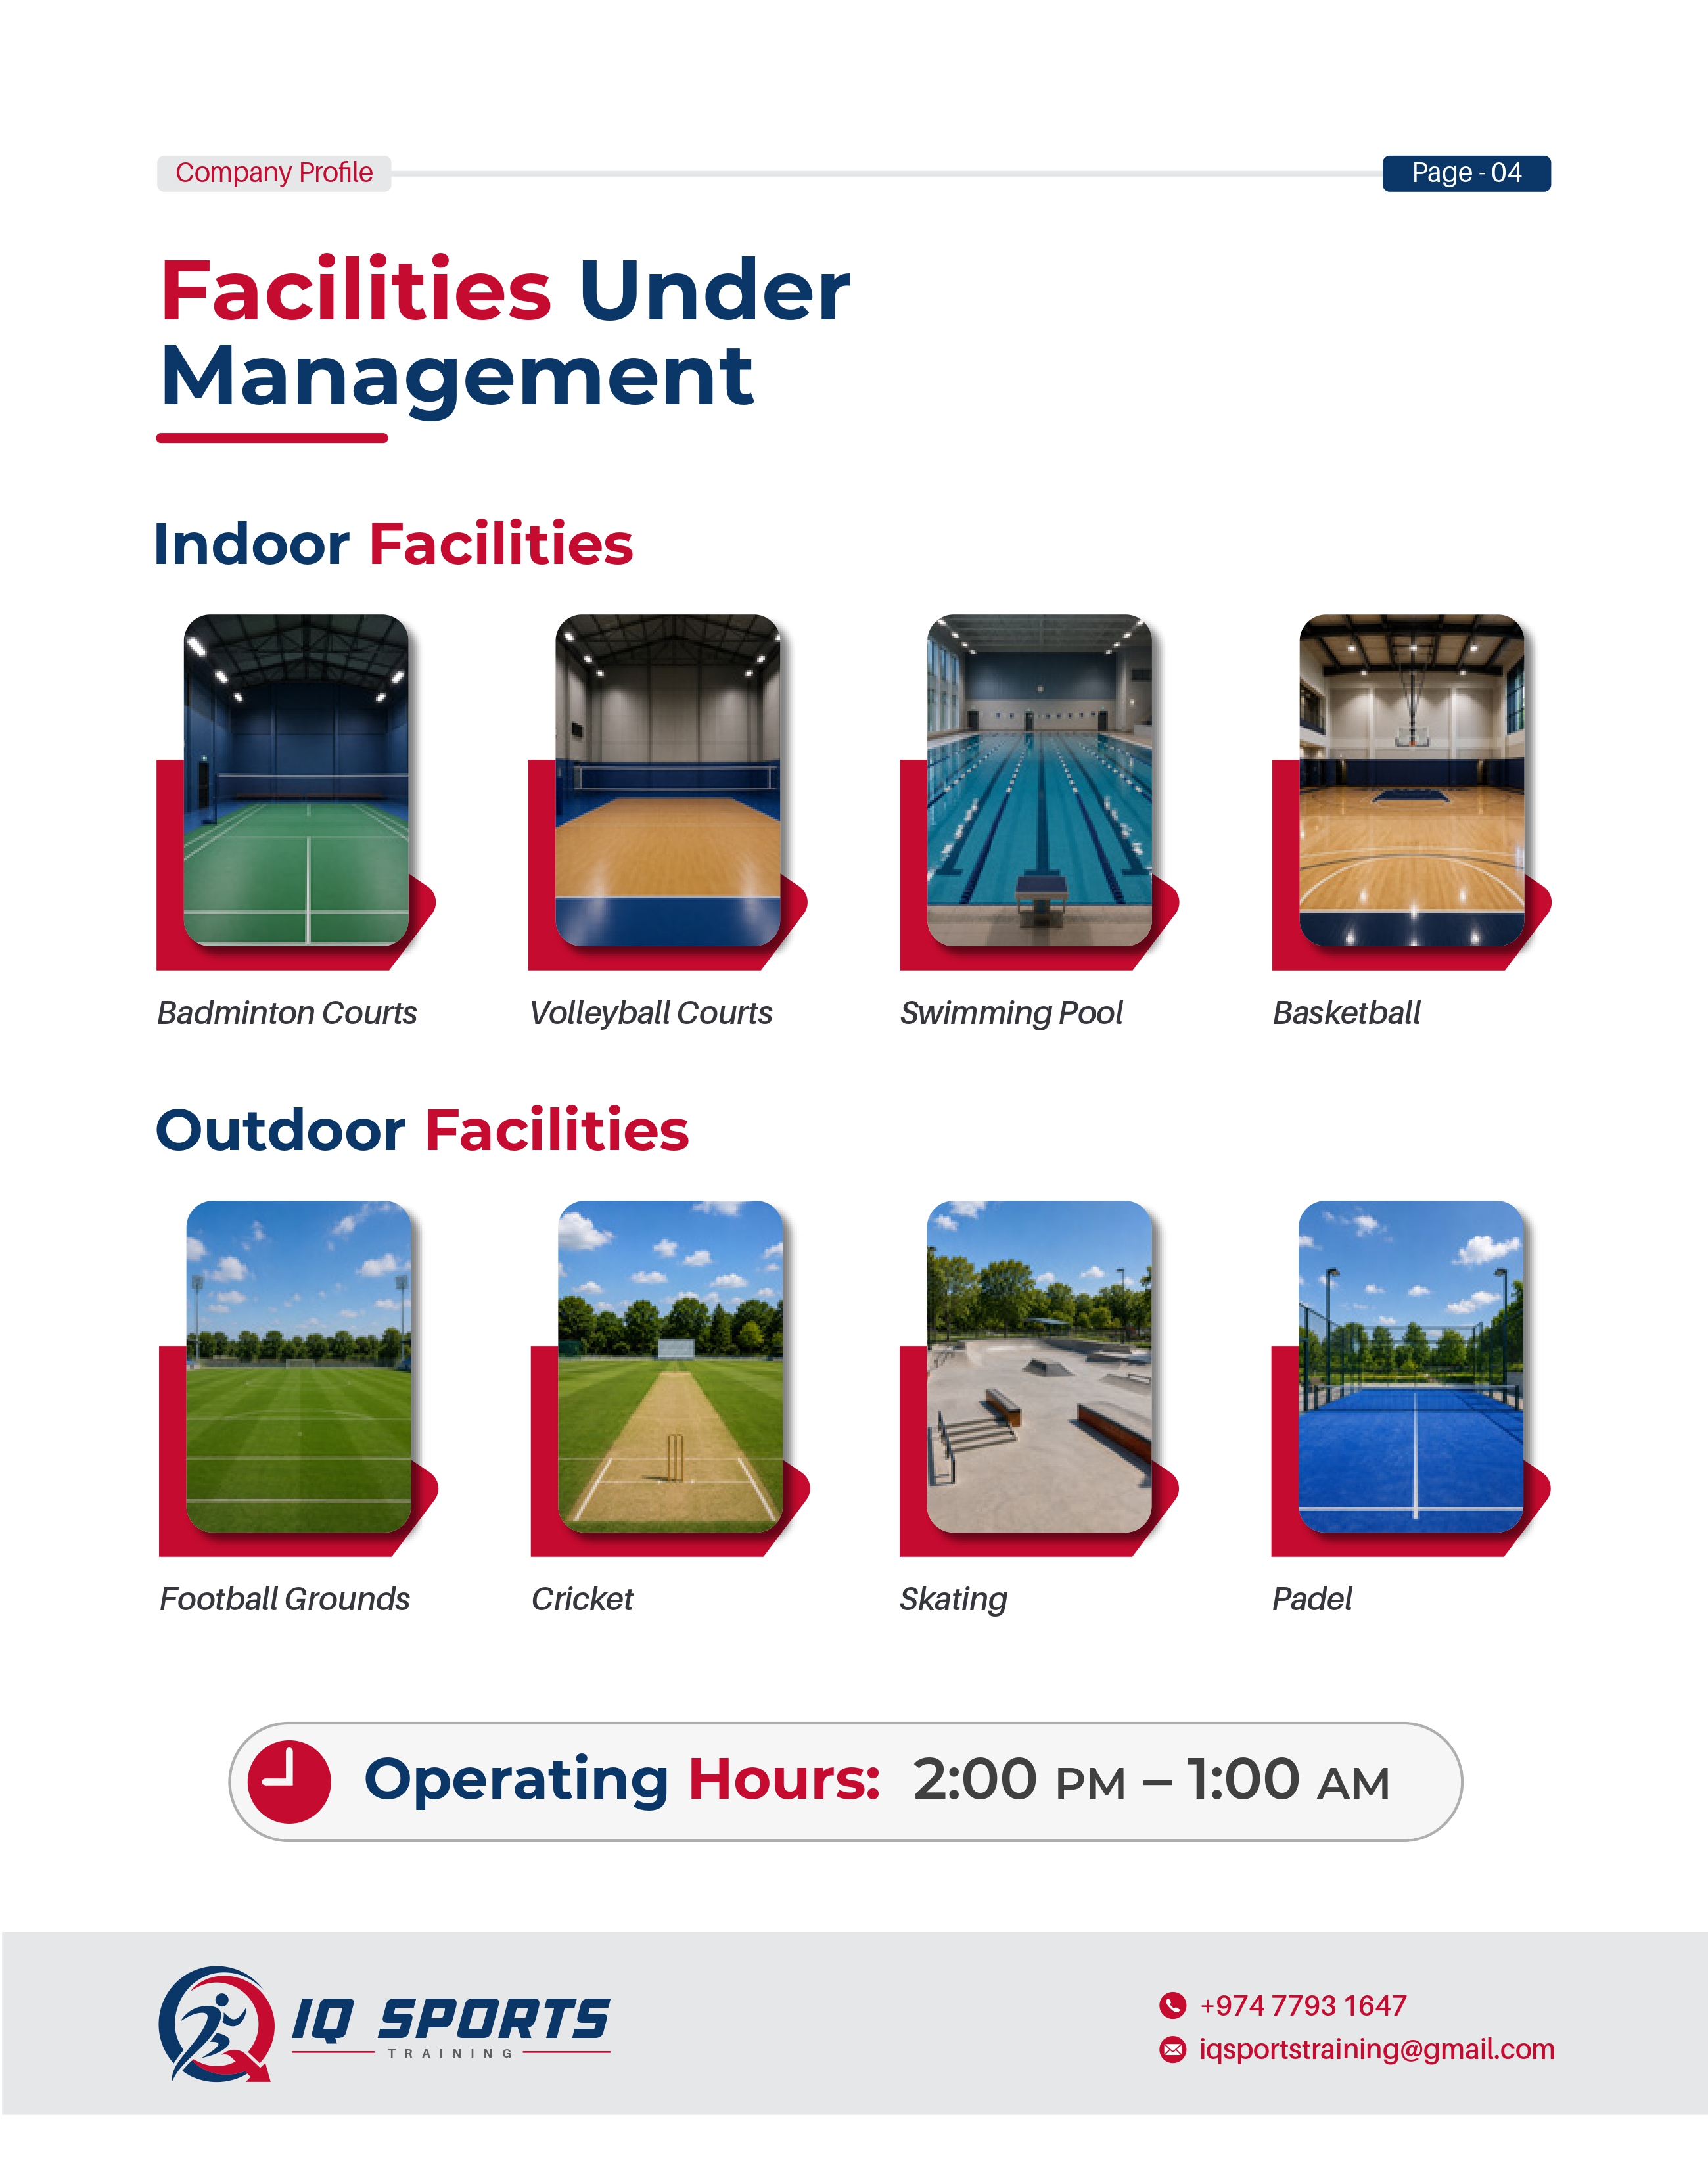 Company Profile
Page - 04
Facilities Under
Management
Indoor Facilities
Badminton Courts
Volleyball Courts
Swimming Pool
Basketball
Outdoor Facilities
Football Grounds
Cricket
Skating
Padel
Operating Hours: 2:00 PM – 1:00 AM
IQ SPORTS
TRAINING
+974 7793 1647
iqsportstraining@gmail.com